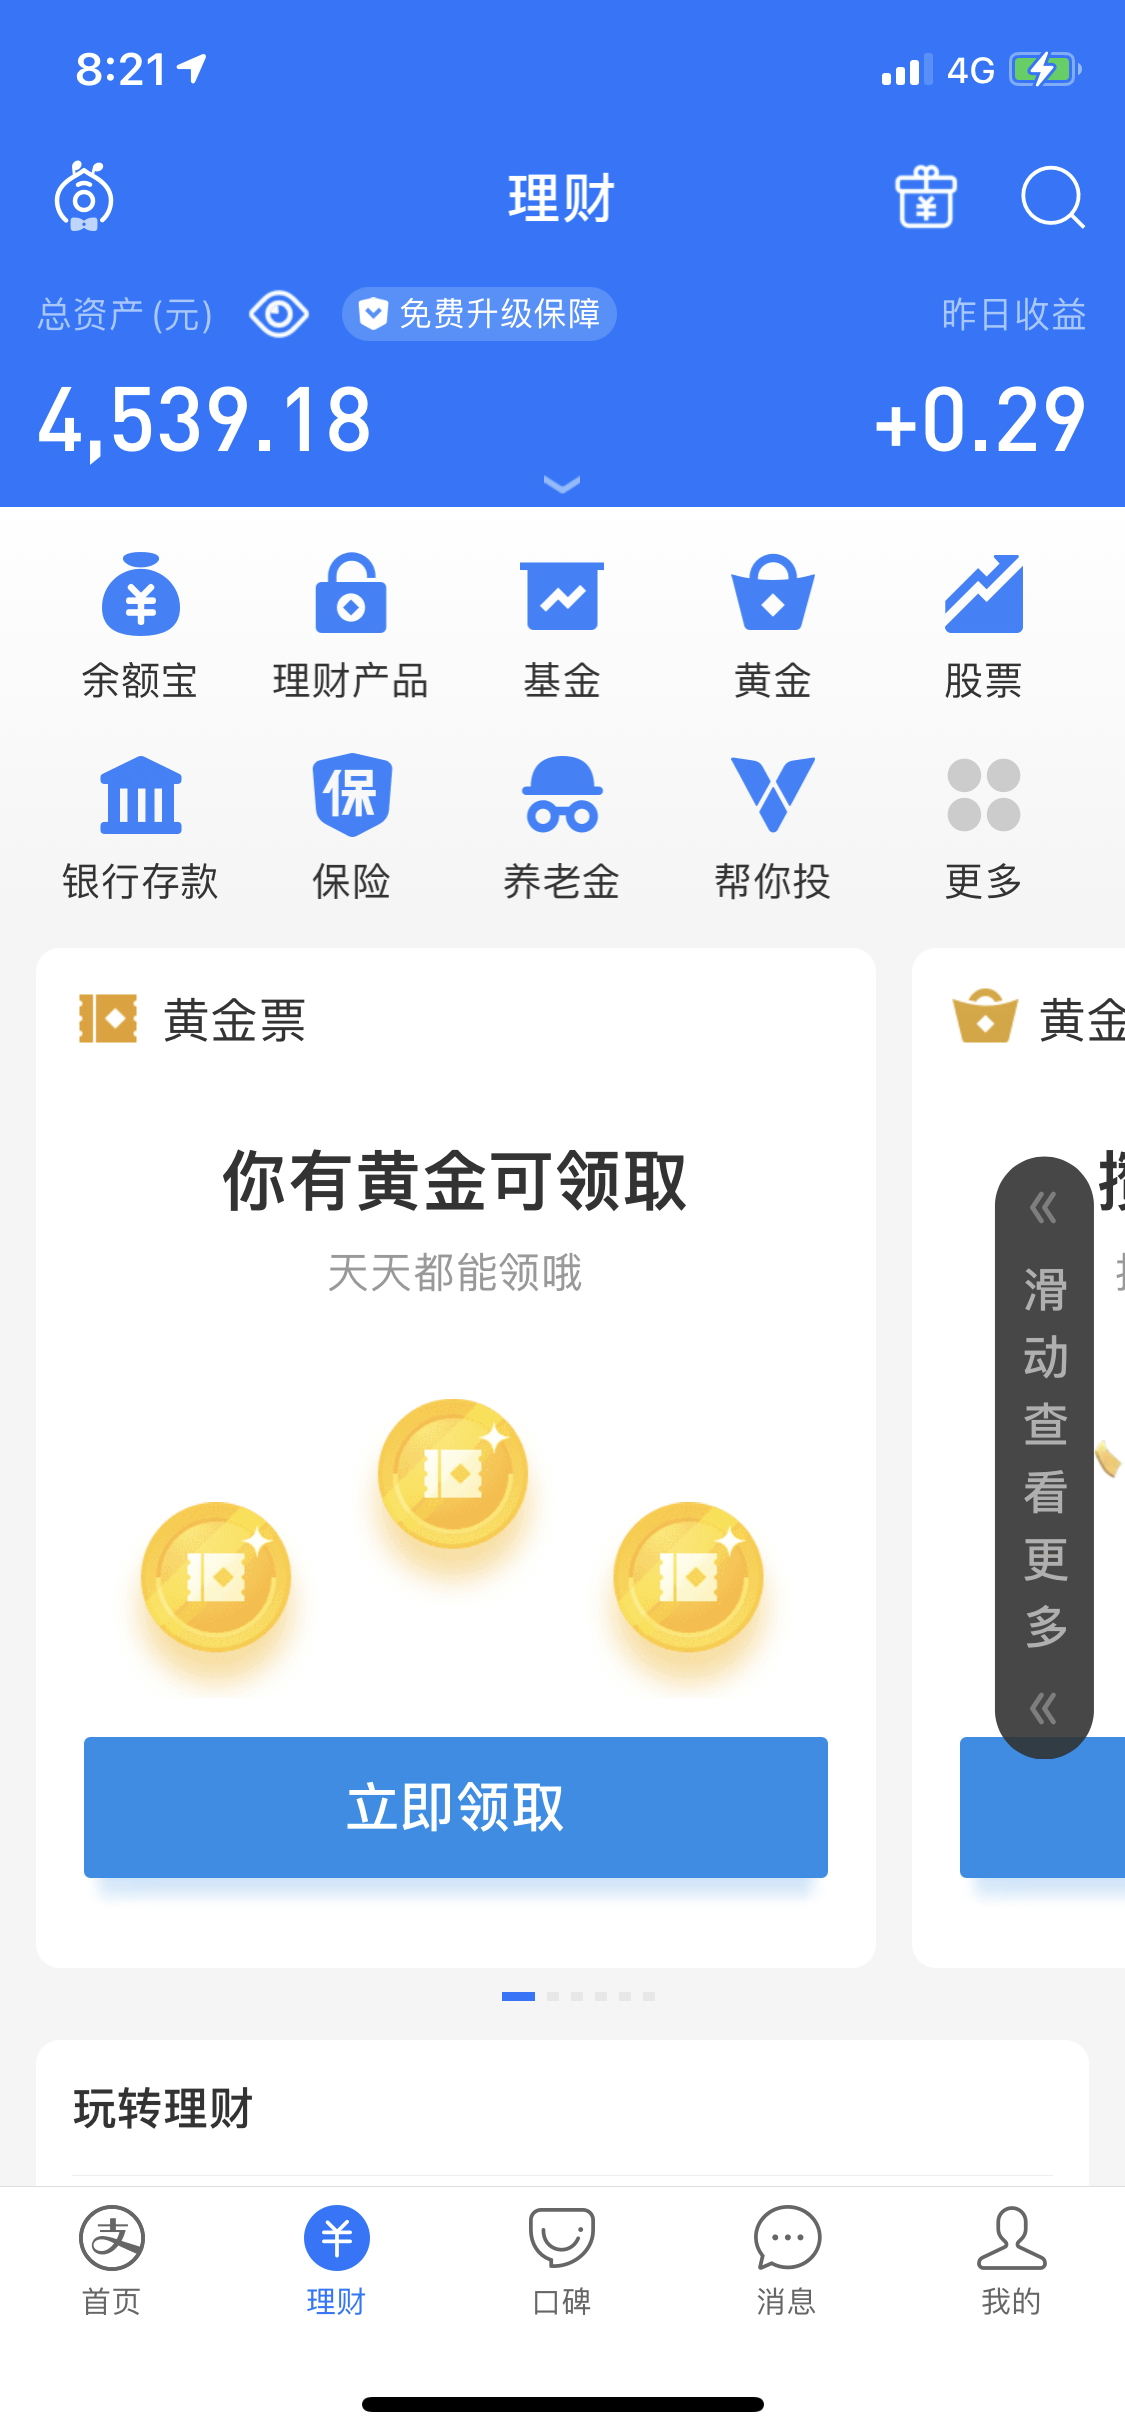 8:21
4G
理财
总资产 (元)
免费升级保障
昨日收益
4,539.18
+0.29
余额宝
理财产品
基金
黄金
股票
银行存款
保
保险
养老金
帮你投
更多
黄金票
你有黄金可领取
天天都能领哦
立即领取
黄金
滑动查看更多
玩转理财
首页
理财
口碑
消息
我的